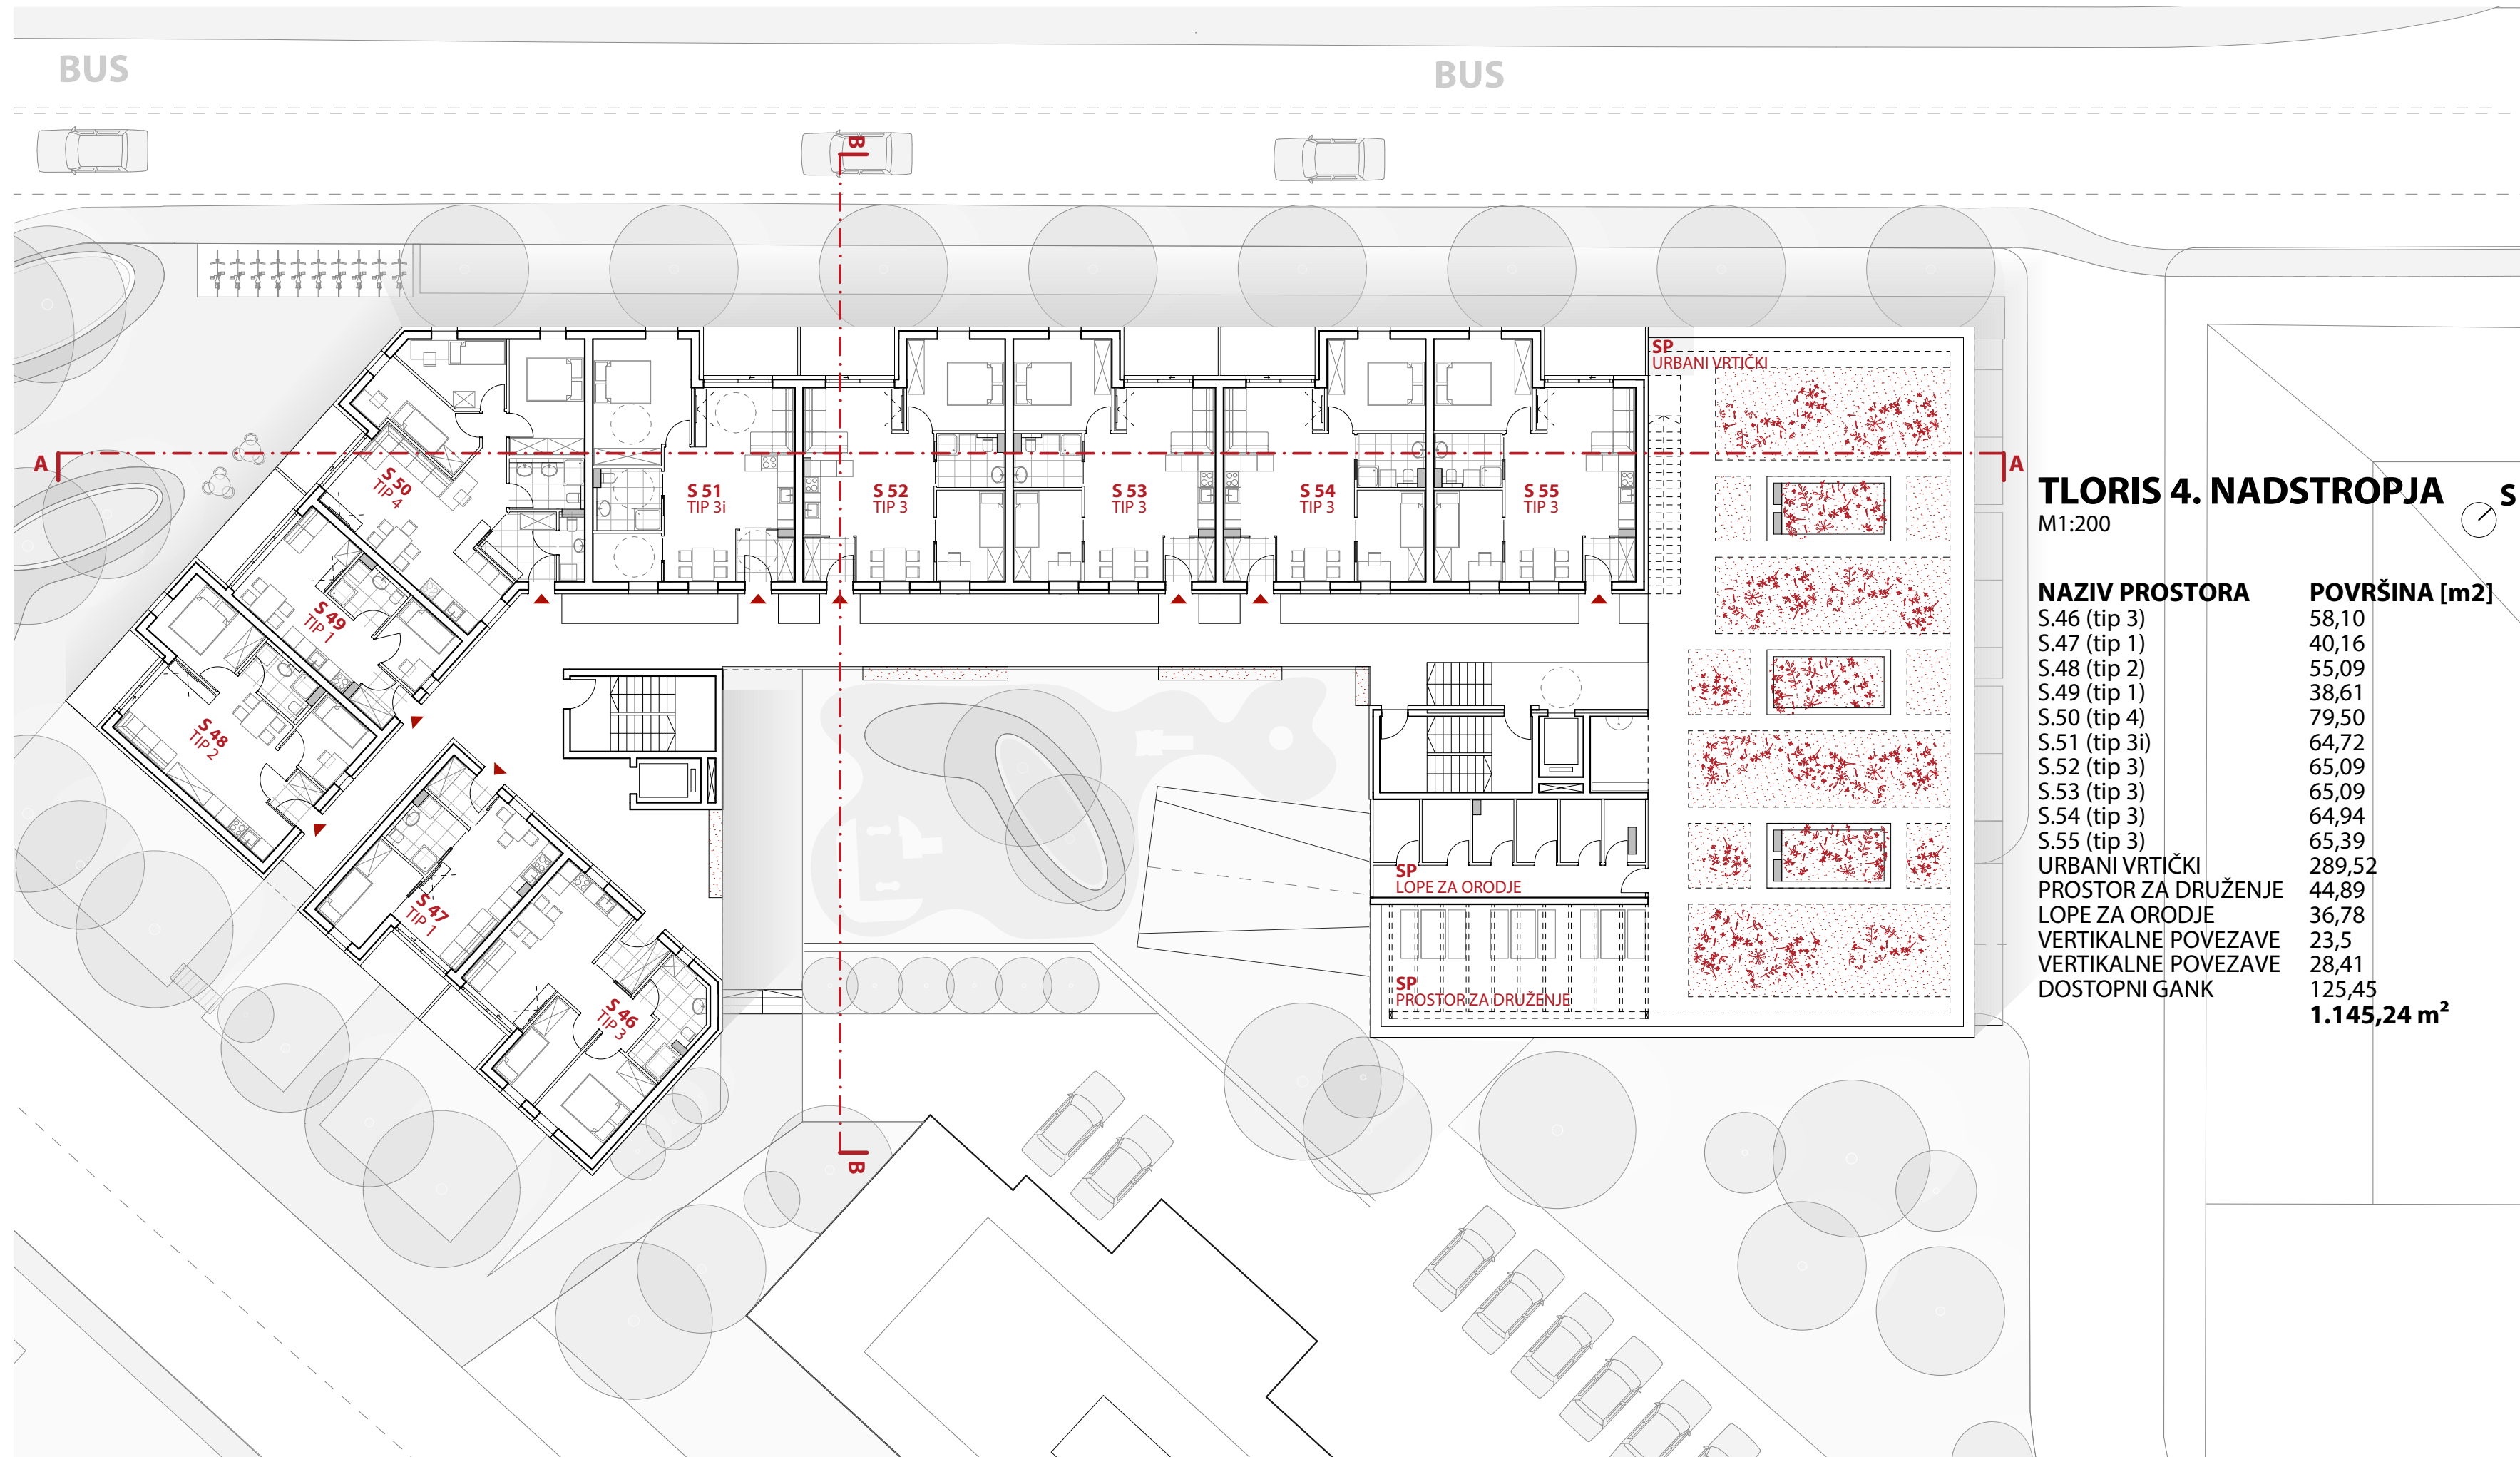 BUS
BUS
B
SP
URBANI VRTIČKI
A
A
S 50
TIP 4
S 51
TIP 3i
S 52
TIP 3
S 53
TIP 3
S 54
TIP 3
S 55
TIP 3
S 49
TIP 1
S 48
TIP 2
S 47
TIP 1
S 46
TIP 3
SP
LOPE ZA ORODJE
SP
PROSTOR ZA DRUŽENJE
B
TLORIS 4. NADSTROPJA
S
M1:200
NAZIV PROSTORA POVRŠINA [m2]
S.46 (tip 3) 58,10
S.47 (tip 1) 40,16
S.48 (tip 2) 55,09
S.49 (tip 1) 38,61
S.50 (tip 4) 79,50
S.51 (tip 3i) 64,72
S.52 (tip 3) 65,09
S.53 (tip 3) 65,09
S.54 (tip 3) 64,94
S.55 (tip 3) 65,39
URBANI VRTIČKI 289,52
PROSTOR ZA DRUŽENJE 44,89
LOPE ZA ORODJE 36,78
VERTIKALNE POVEZAVE 23,5
VERTIKALNE POVEZAVE 28,41
DOSTOPNI GANK 125,45
1.145,24 m²